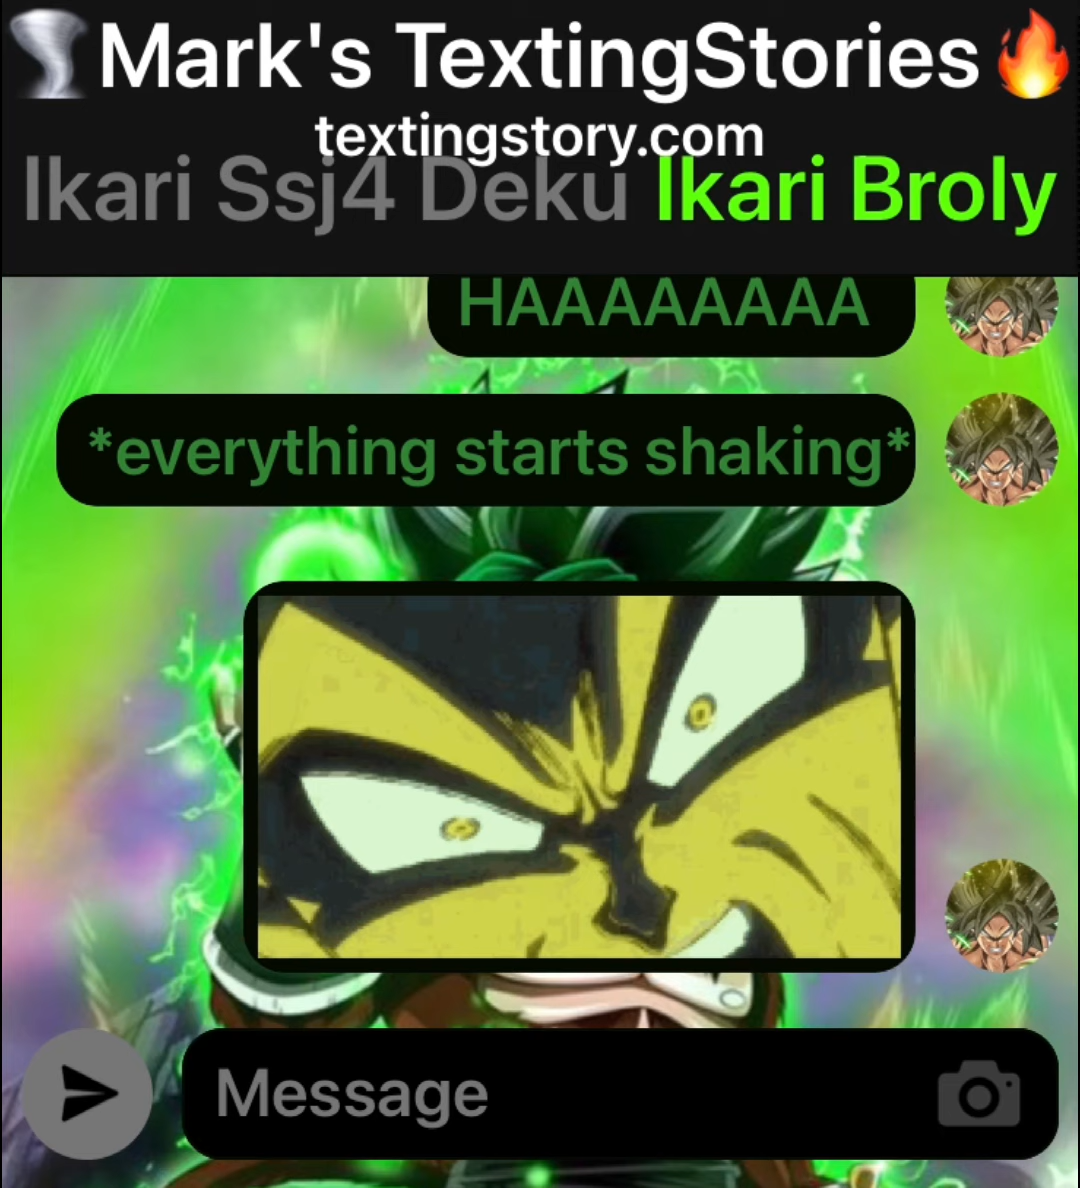 Mark's TextingStories
textingstory.com
Ikari Ssj4 Deku Ikari Broly
HAAAAAAAA
*everything starts shaking*
Message